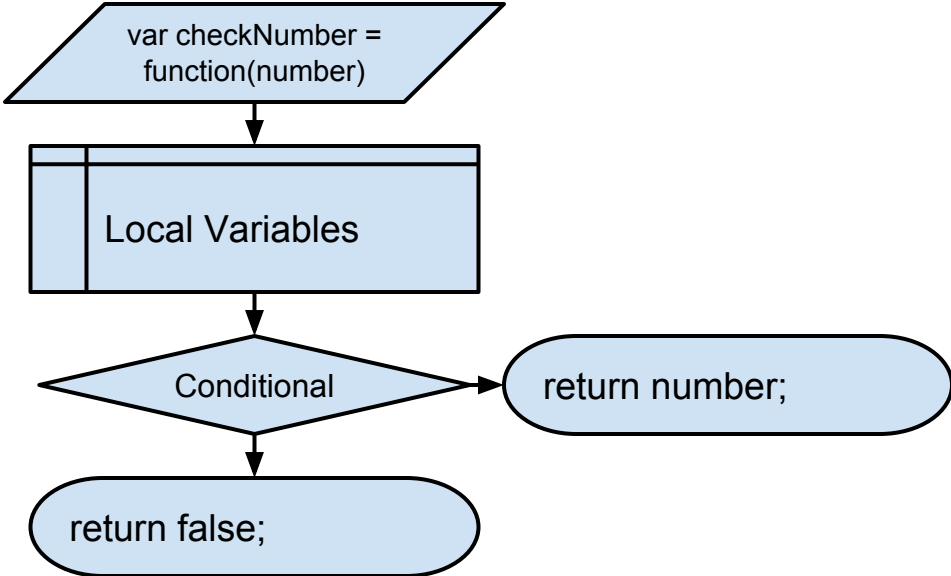 var checkNumber =
function(number)
Local Variables
Conditional
return number;
return false;